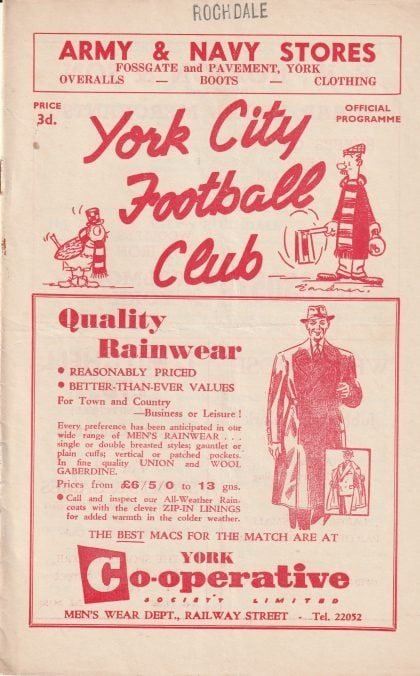 ROCHDALE
ARMY & NAVY STORES
FOSSGATE and PAVEMENT, YORK
OVERALLS — BOOTS — CLOTHING
PRICE
3d.
OFFICIAL
PROGRAMME
York City
Football
Club
Gardner.
Quality
Rainwear
● REASONABLY PRICED
● BETTER-THAN-EVER VALUES
For Town and Country
—Business or Leisure !
Every preference has been anticipated in our
wide range of MEN'S RAINWEAR . . .
single or double breasted styles; gauntlet or
plain cuffs; vertical or patched pockets.
In fine quality UNION and WOOL
GABERDINE.
Prices from £6/5/0 to 13 gns.
● Call and inspect our All-Weather Rain-
coats with the clever ZIP-IN LININGS
for added warmth in the colder weather.
THE BEST MACS FOR THE MATCH ARE AT
YORK
Co-operative
SOCIETY LIMITED
MEN'S WEAR DEPT., RAILWAY STREET - Tel. 22052